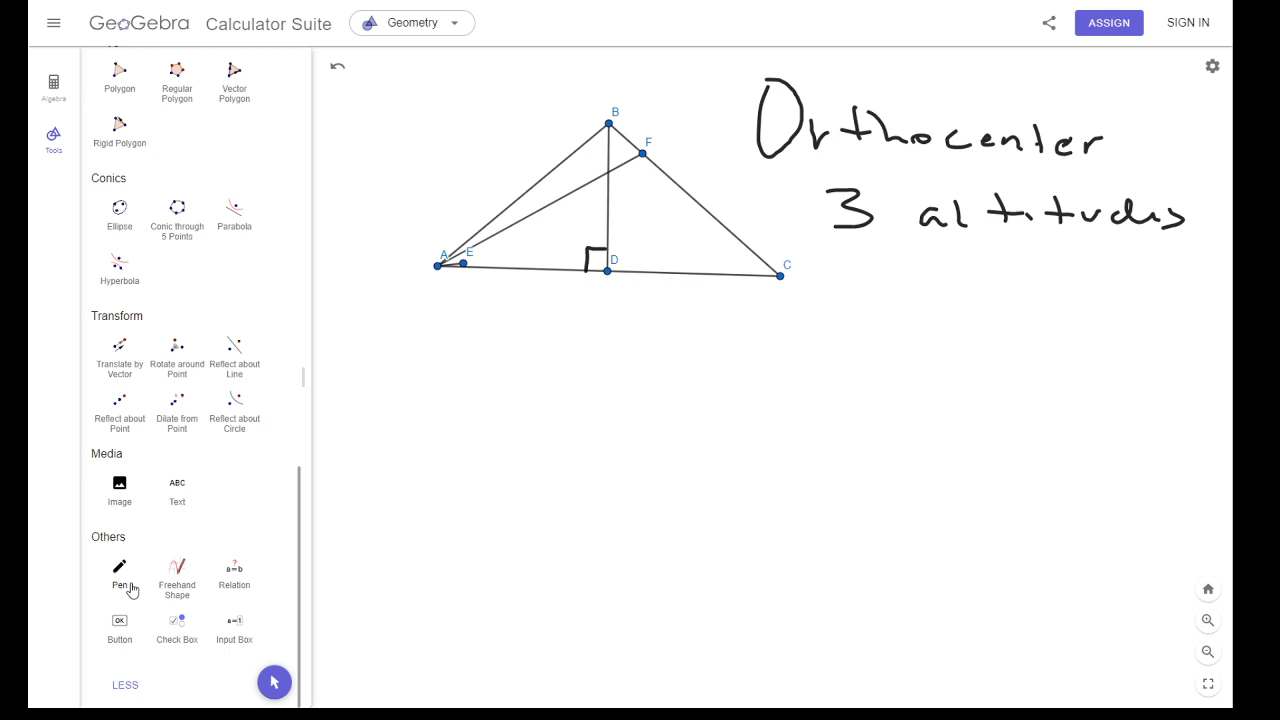 GeoGebra Calculator Suite Geometry ASSIGN SIGN IN
Algebra
Tools
Polygon
Regular Polygon
Vector Polygon
Rigid Polygon
Conics
Ellipse
Conic through 5 Points
Parabola
Hyperbola
Transform
Translate by Vector
Rotate around Point
Reflect about Line
Reflect about Point
Dilate from Point
Reflect about Circle
Media
Image
ABC
Text
Others
Pen
Freehand Shape
a?=b
Relation
OK
Button
Check Box
a=1
Input Box
LESS
B
F
A
E
D
C
Orthocenter
3 altitudes